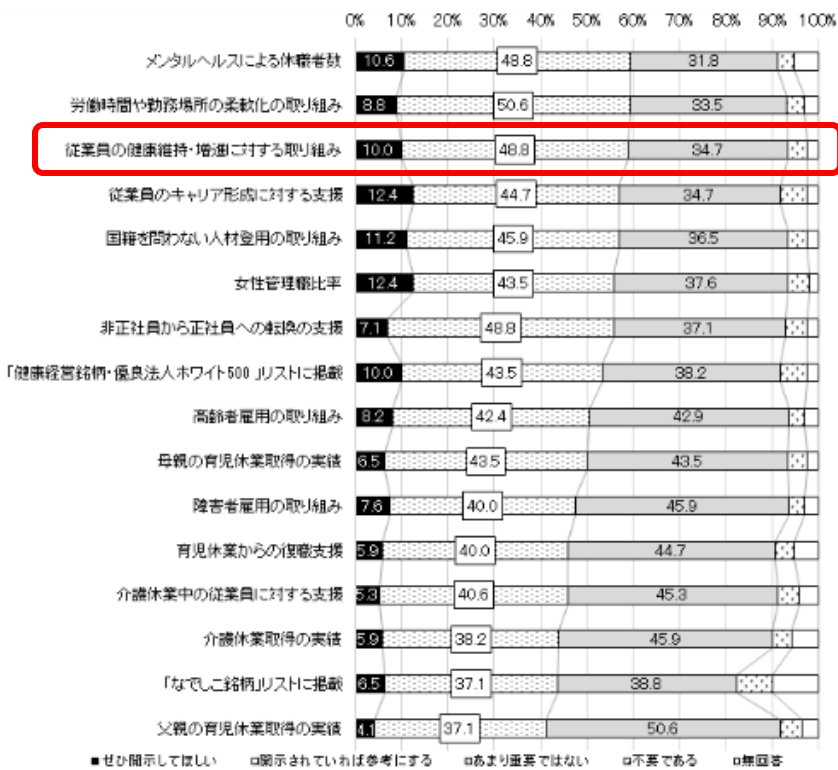 0% 10% 20% 30% 40% 50% 60% 70% 80% 90% 100%
メンタルヘルスによる休職者数 10.6 48.8 31.8
労働時間や勤務場所の柔軟化の取り組み 8.8 50.6 33.5
従業員の健康維持・増進に対する取り組み 10.0 48.8 34.7
従業員のキャリア形成に対する支援 12.4 44.7 34.7
国籍を問わない人材登用の取り組み 11.2 45.9 36.5
女性管理職比率 12.4 43.5 37.6
非正社員から正社員への転換の支援 7.1 48.8 37.1
「健康経営銘柄・優良法人ホワイト500 」リストに掲載 10.0 43.5 38.2
高齢者雇用の取り組み 8.2 42.4 42.9
母親の育児休業取得の実績 6.5 43.5 43.5
障害者雇用の取り組み 7.6 40.0 45.9
育児休業からの復職支援 5.9 40.0 44.7
介護休業中の従業員に対する支援 5.3 40.6 45.3
介護休業取得の実績 5.9 38.2 45.9
「なでしこ銘柄」リストに掲載 6.5 37.1 38.8
父親の育児休業取得の実績 4.1 37.1 50.6
■ぜひ開示してほしい □開示されていれば参考にする □あまり重要ではない □不要である □無回答